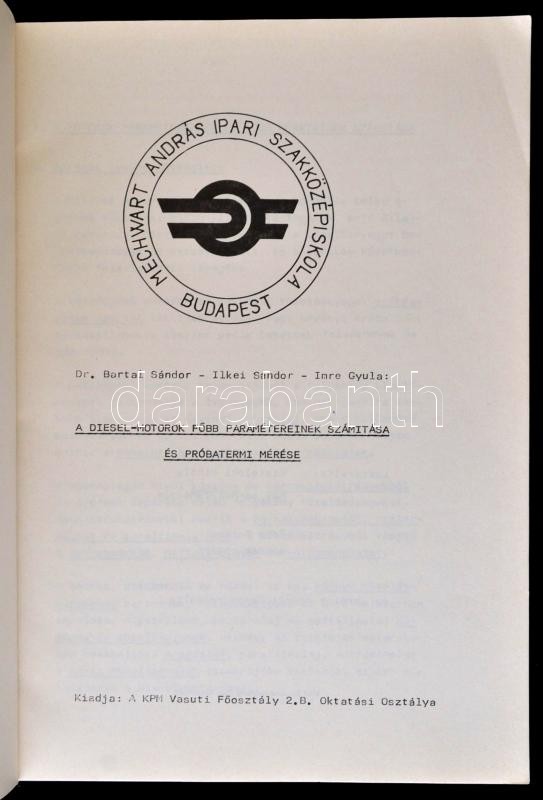 MECHWART ANDRÁS IPARI SZAKKÖZÉPISKOLA
BUDAPEST
Dr. Bartai Sándor - Ilkei Sándor - Imre Gyula:
darabanth
A DIESEL-MOTOROK FŐBB PARAMÉTEREINEK SZÁMITÁSA
ÉS PRÓBATERMI MÉRÉSE
Kiadja: A KPM Vasuti Főosztály 2.B. Oktatási Osztálya